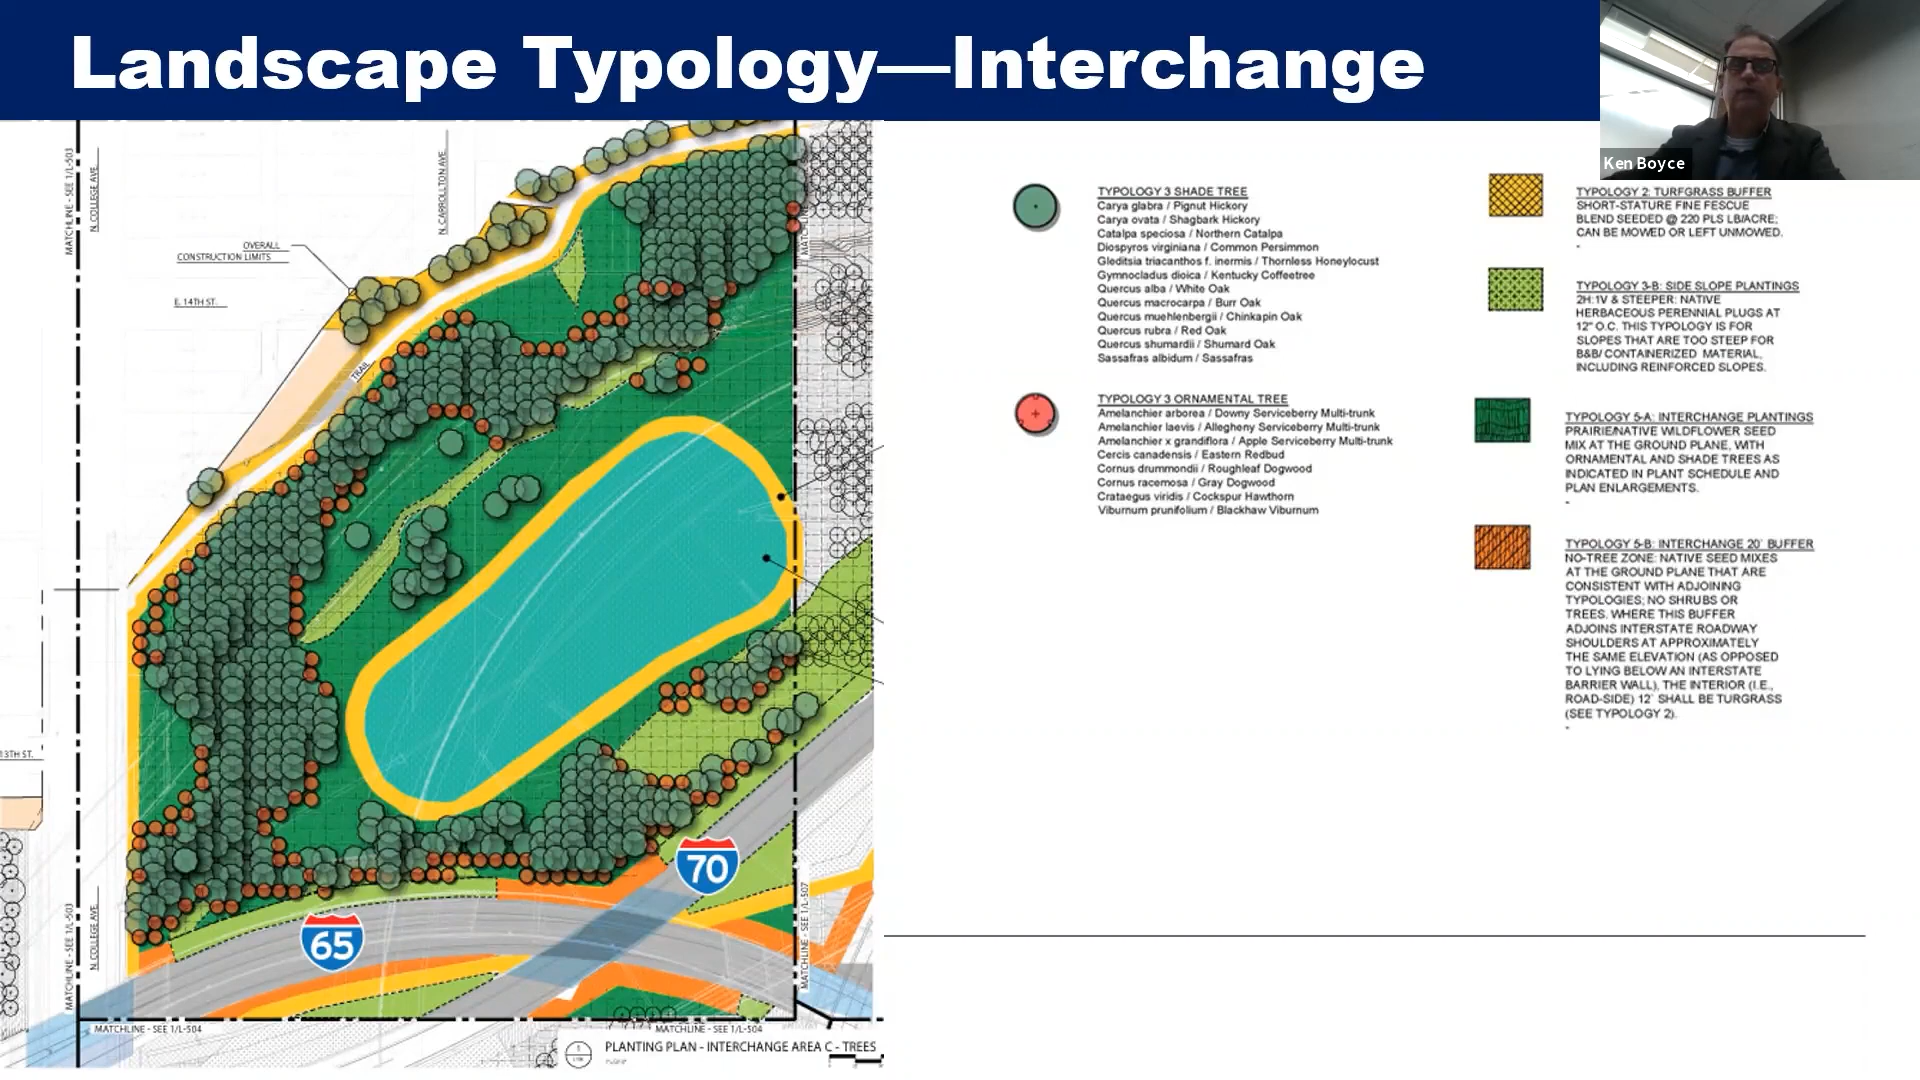 Landscape Typology—Interchange
Ken Boyce
MATCHLINE - SEE 1/L-503
N. COLLEGE AVE.
N. CARROLLTON AVE.
OVERALL
CONSTRUCTION LIMITS
E. 14TH ST.
TRAIL
MATCHLINE
13TH ST.
MATCHLINE - SEE 1/L-503
N. COLLEGE AVE.
MATCHLINE - SEE 1/L-507
70
65
MATCHLINE - SEE 1/L-504
MATCHLINE - SEE 1/L-504
1
PLANTING PLAN - INTERCHANGE AREA C - TREES
TYPOLOGY 3 SHADE TREE
Carya glabra / Pignut Hickory
Carya ovata / Shagbark Hickory
Catalpa speciosa / Northern Catalpa
Diospyros virginiana / Common Persimmon
Gleditsia triacanthos f. inermis / Thornless Honeylocust
Gymnocladus dioica / Kentucky Coffeetree
Quercus alba / White Oak
Quercus macrocarpa / Burr Oak
Quercus muehlenbergii / Chinkapin Oak
Quercus rubra / Red Oak
Quercus shumardii / Shumard Oak
Sassafras albidum / Sassafras
TYPOLOGY 3 ORNAMENTAL TREE
Amelanchier arborea / Downy Serviceberry Multi-trunk
Amelanchier laevis / Allegheny Serviceberry Multi-trunk
Amelanchier x grandiflora / Apple Serviceberry Multi-trunk
Cercis canadensis / Eastern Redbud
Cornus drummondii / Roughleaf Dogwood
Cornus racemosa / Gray Dogwood
Crataegus viridis / Cockspur Hawthorn
Viburnum prunifolium / Blackhaw Viburnum
TYPOLOGY 2: TURFGRASS BUFFER
SHORT-STATURE FINE FESCUE
BLEND SEEDED @ 220 PLS LB/ACRE;
CAN BE MOWED OR LEFT UNMOWED.
-
TYPOLOGY 3-B: SIDE SLOPE PLANTINGS
2H:1V & STEEPER: NATIVE
HERBACEOUS PERENNIAL PLUGS AT
12" O.C. THIS TYPOLOGY IS FOR
SLOPES THAT ARE TOO STEEP FOR
B&B/ CONTAINERIZED MATERIAL,
INCLUDING REINFORCED SLOPES.
TYPOLOGY 5-A: INTERCHANGE PLANTINGS
PRAIRIE/NATIVE WILDFLOWER SEED
MIX AT THE GROUND PLANE, WITH
ORNAMENTAL AND SHADE TREES AS
INDICATED IN PLANT SCHEDULE AND
PLAN ENLARGEMENTS.
-
TYPOLOGY 5-B: INTERCHANGE 20' BUFFER
NO-TREE ZONE: NATIVE SEED MIXES
AT THE GROUND PLANE THAT ARE
CONSISTENT WITH ADJOINING
TYPOLOGIES; NO SHRUBS OR
TREES. WHERE THIS BUFFER
ADJOINS INTERSTATE ROADWAY
SHOULDERS AT APPROXIMATELY
THE SAME ELEVATION (AS OPPOSED
TO LYING BELOW AN INTERSTATE
BARRIER WALL), THE INTERIOR (I.E.,
ROAD-SIDE) 12' SHALL BE TURGRASS
(SEE TYPOLOGY 2).
-